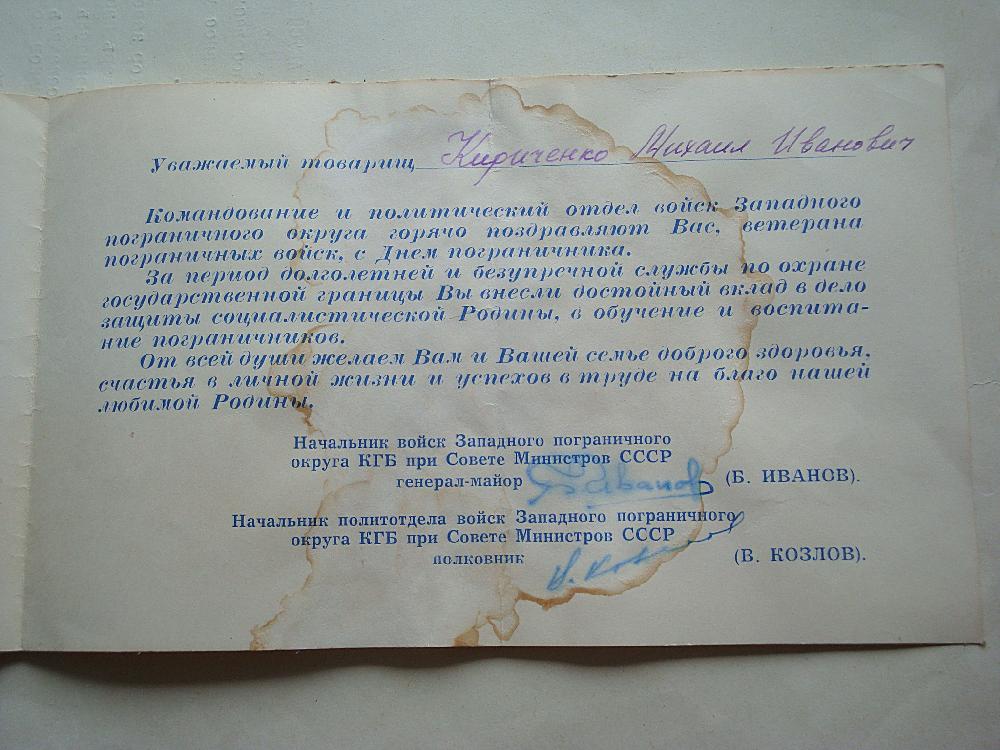 Уважаемый товарищ Кириченко Михаил Иванович
Командование и политический отдел войск Западного
пограничного округа горячо поздравляют Вас, ветерана
пограничных войск, с Днем пограничника.
За период долголетней и безупречной службы по охране
государственной границы Вы внесли достойный вклад в дело
защиты социалистической Родины, в обучение и воспита-
ние пограничников.
От всей души желаем Вам и Вашей семье доброго здоровья,
счастья в личной жизни и успехов в труде на благо нашей
любимой Родины.
Начальник войск Западного пограничного
округа КГБ при Совете Министров СССР
генерал-майор Б Иванов (Б. ИВАНОВ).
Начальник политотдела войск Западного пограничного
округа КГБ при Совете Министров СССР
полковник (В. КОЗЛОВ).